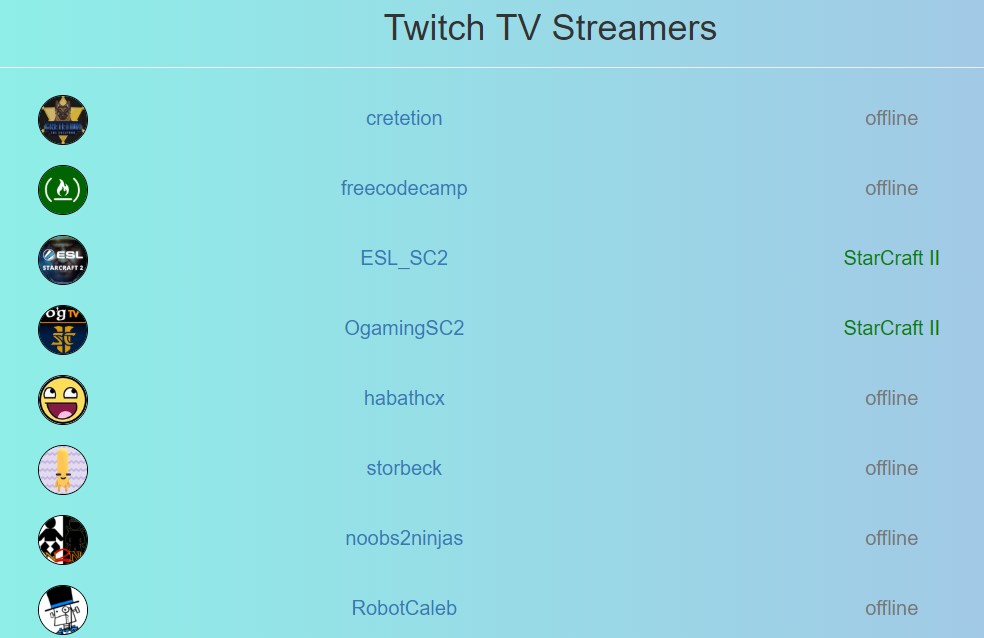 Twitch TV Streamers
cretetion offline
freecodecamp offline
ESL
STARCRAFT 2
ESL_SC2 StarCraft II
og TV
OgamingSC2 StarCraft II
habathcx offline
storbeck offline
noobs2ninjas offline
RobotCaleb offline